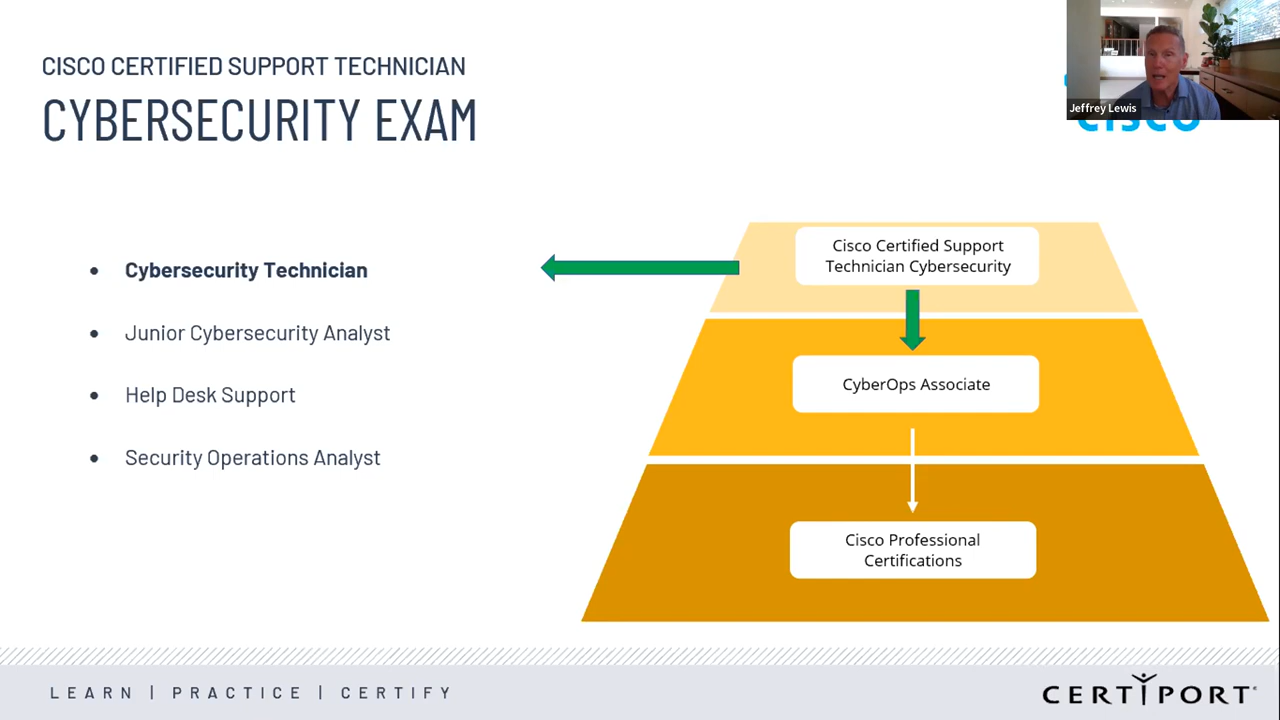 CISCO CERTIFIED SUPPORT TECHNICIAN
CYBERSECURITY EXAM
Jeffrey Lewis
cisco
• Cybersecurity Technician
• Junior Cybersecurity Analyst
• Help Desk Support
• Security Operations Analyst
Cisco Certified Support
Technician Cybersecurity
CyberOps Associate
Cisco Professional
Certifications
LEARN | PRACTICE | CERTIFY
CERTIPORT